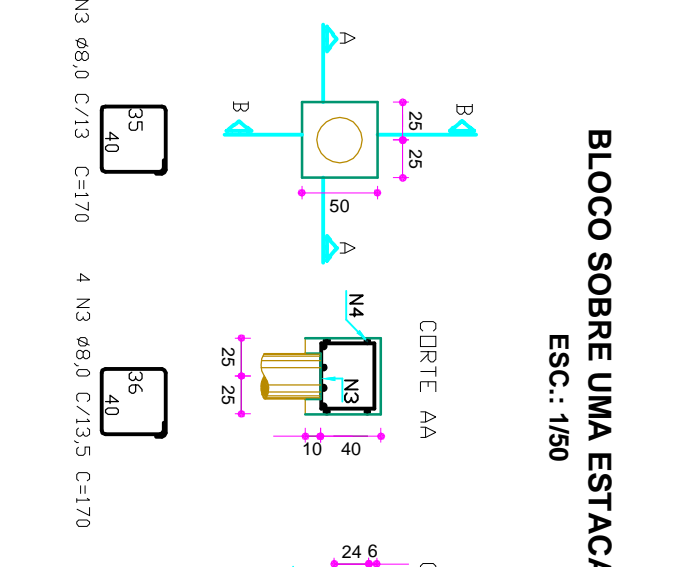 BLOCO SOBRE UMA ESTACA
ESC.: 1/50
A
B
B
25
25
50
A
CORTE AA
N4
N3
25
25
10
40
24
6
N3 Ø8,0 C/13 C=170
35
40
4 N3 Ø8,0 C/13,5 C=170
36
40